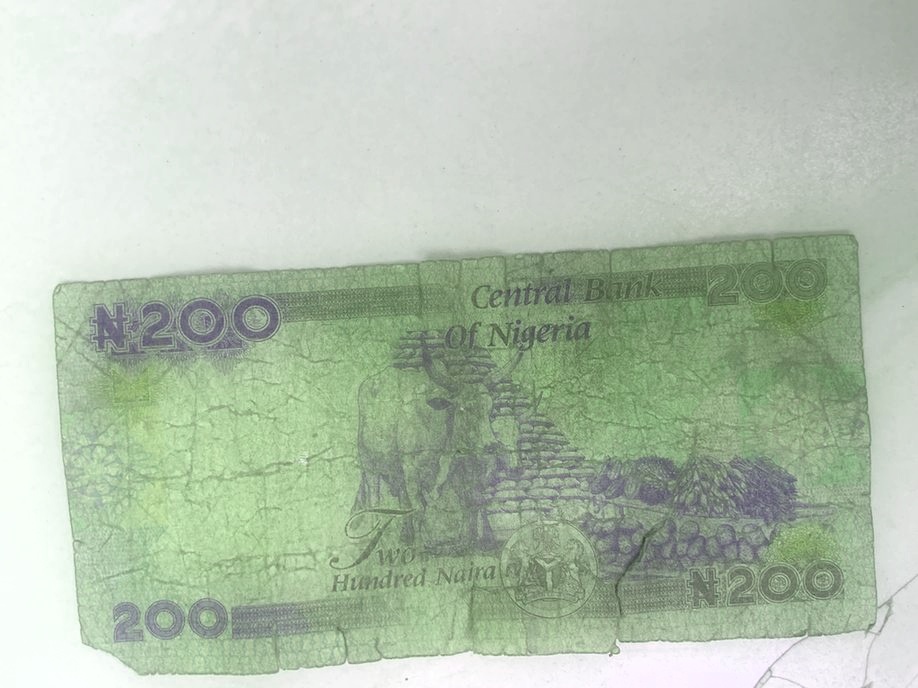 ₦200
Central Bank
Of Nigeria
200
Two
Hundred Naira
200
₦200